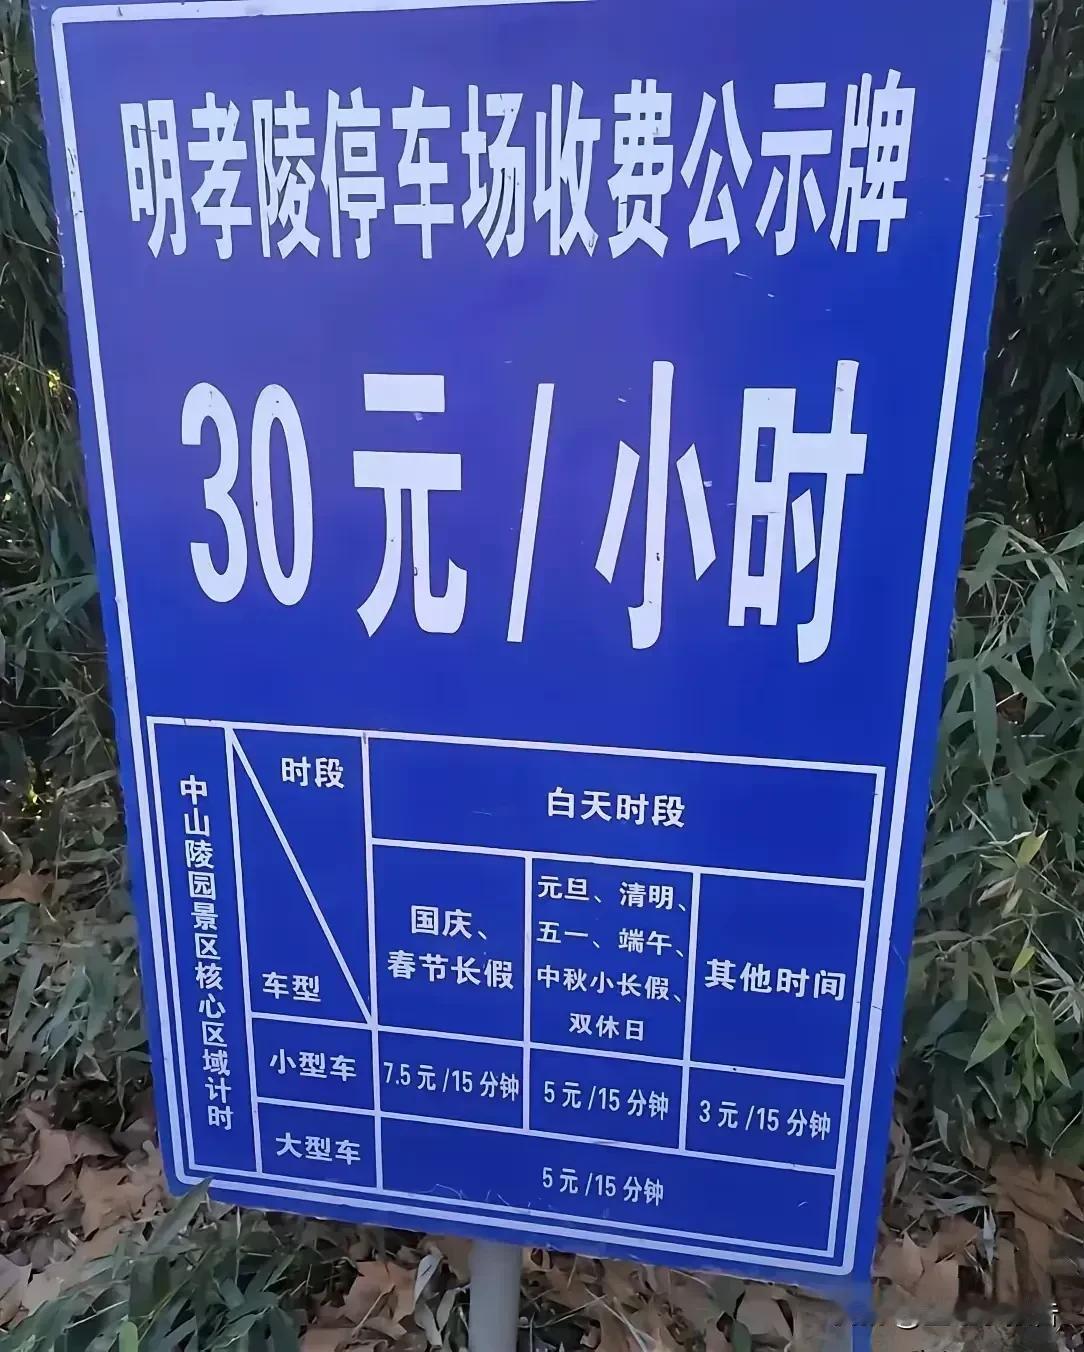 明孝陵停车场收费公示牌
30元/小时
中山陵园景区核心区域计时
时段
车型
白天时段
国庆、
春节长假
元旦、清明、
五一、端午、
中秋小长假、
双休日
其他时间
小型车
7.5元/15分钟
5元/15分钟
3元/15分钟
大型车
5元/15分钟